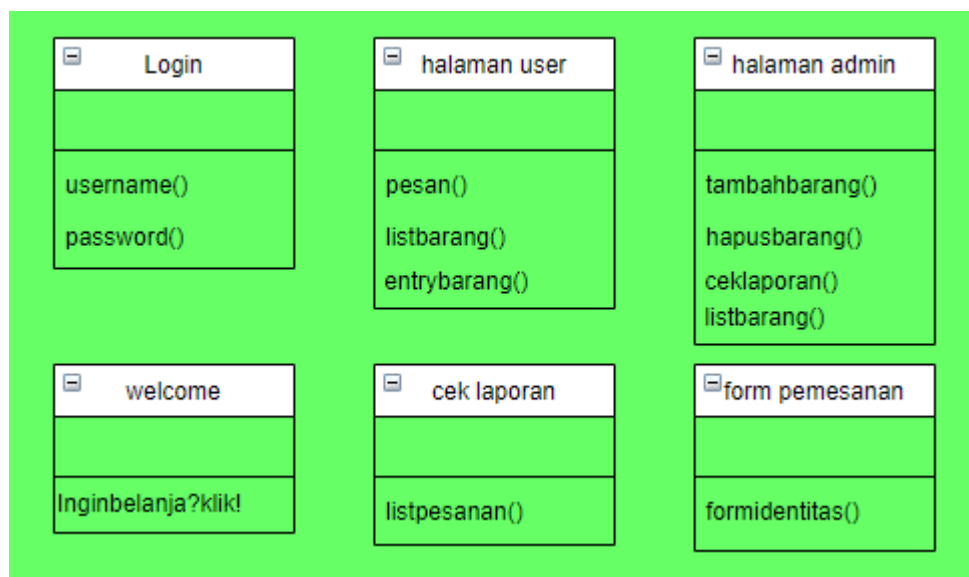 Login
username()
password()
halaman user
pesan()
listbarang()
entrybarang()
halaman admin
tambahbarang()
hapusbarang()
ceklaporan()
listbarang()
welcome
Inginbelanja?klik!
cek laporan
listpesanan()
form pemesanan
formidentitas()